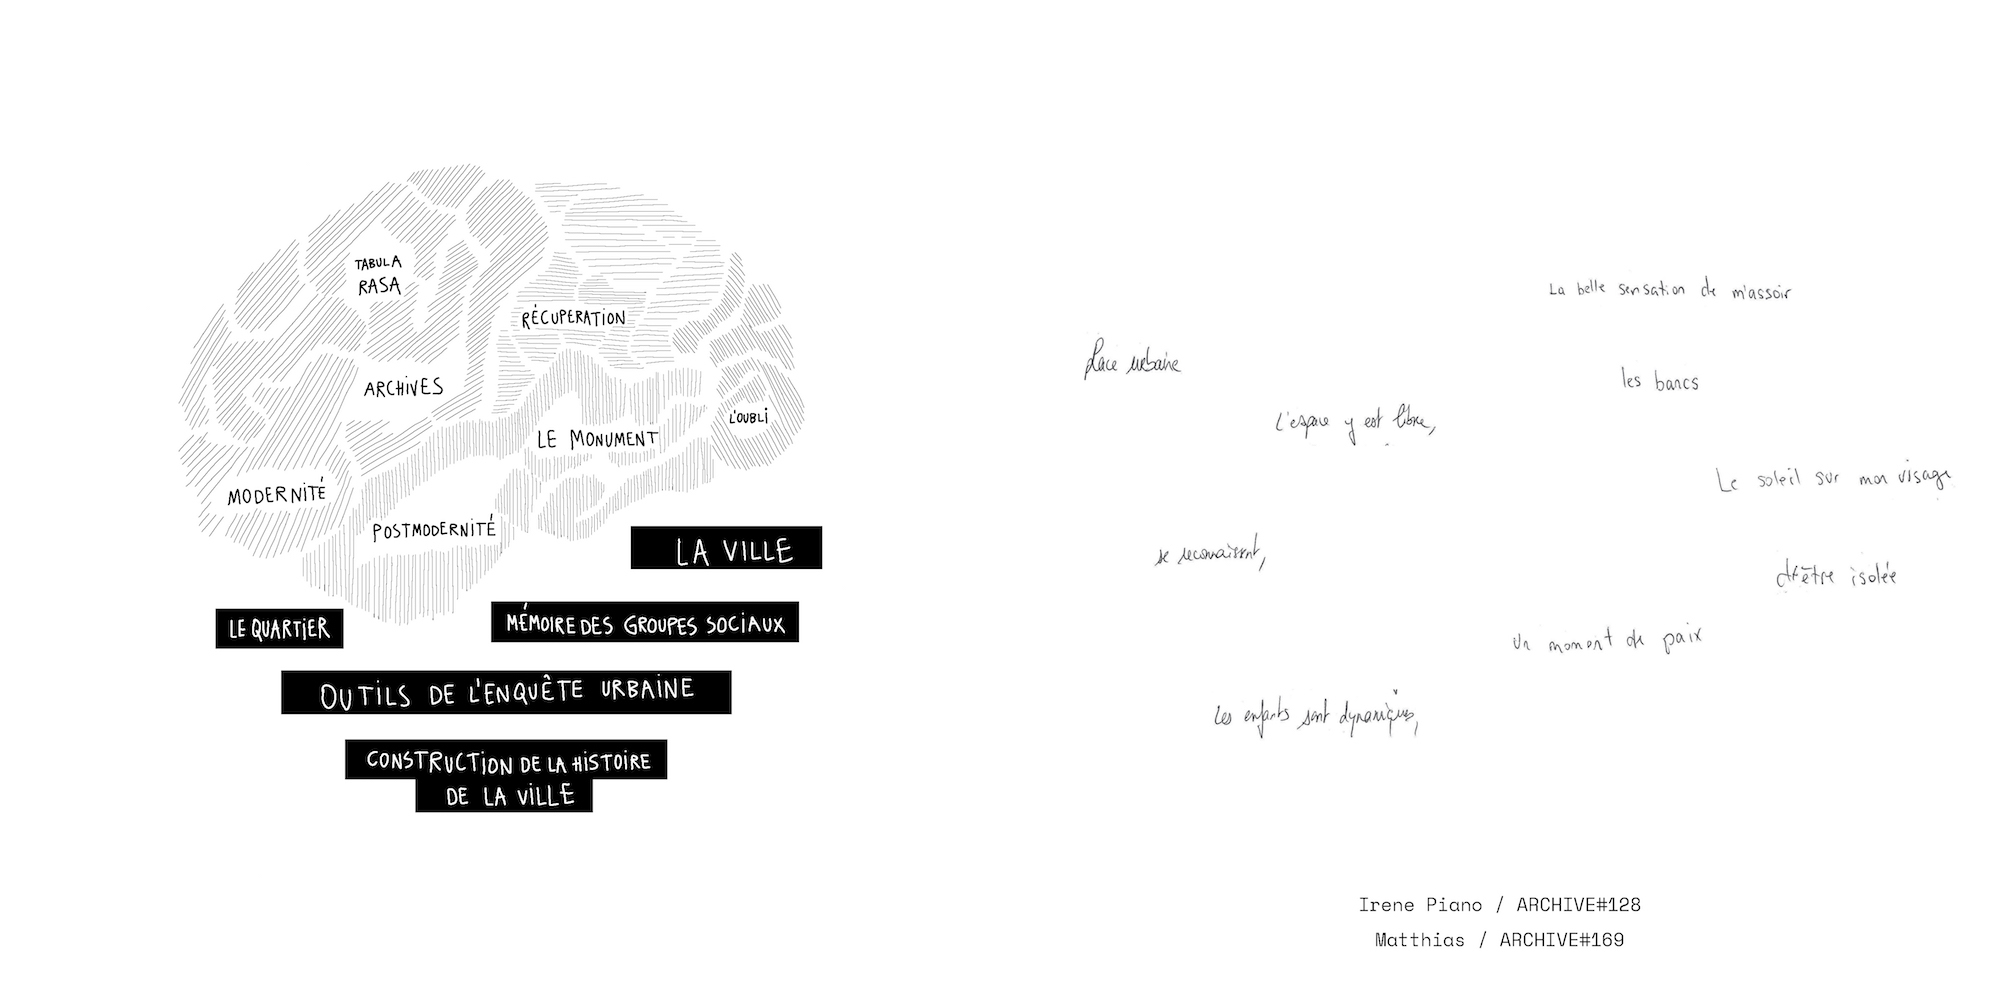 TABULA
RASA
RÉCUPERATION
ARCHIVES
L'OUBLI
LE MONUMENT
MODERNITÉ
POSTMODERNITÉ
LA VILLE
LE QUARTIER
MÉMOIRE DES GROUPES SOCIAUX
OUTILS DE L'ENQUÊTE URBAINE
CONSTRUCTION DE LA HISTOIRE
DE LA VILLE
La belle sensation de m'assoir
Place urbaine
les bancs
L'espace y est libre,
Le soleil sur mon visage
se reconaissent,
d'être isolée
Un moment de paix
Les enfants sont dynamiques,
Irene Piano / ARCHIVE#128
Matthias / ARCHIVE#169